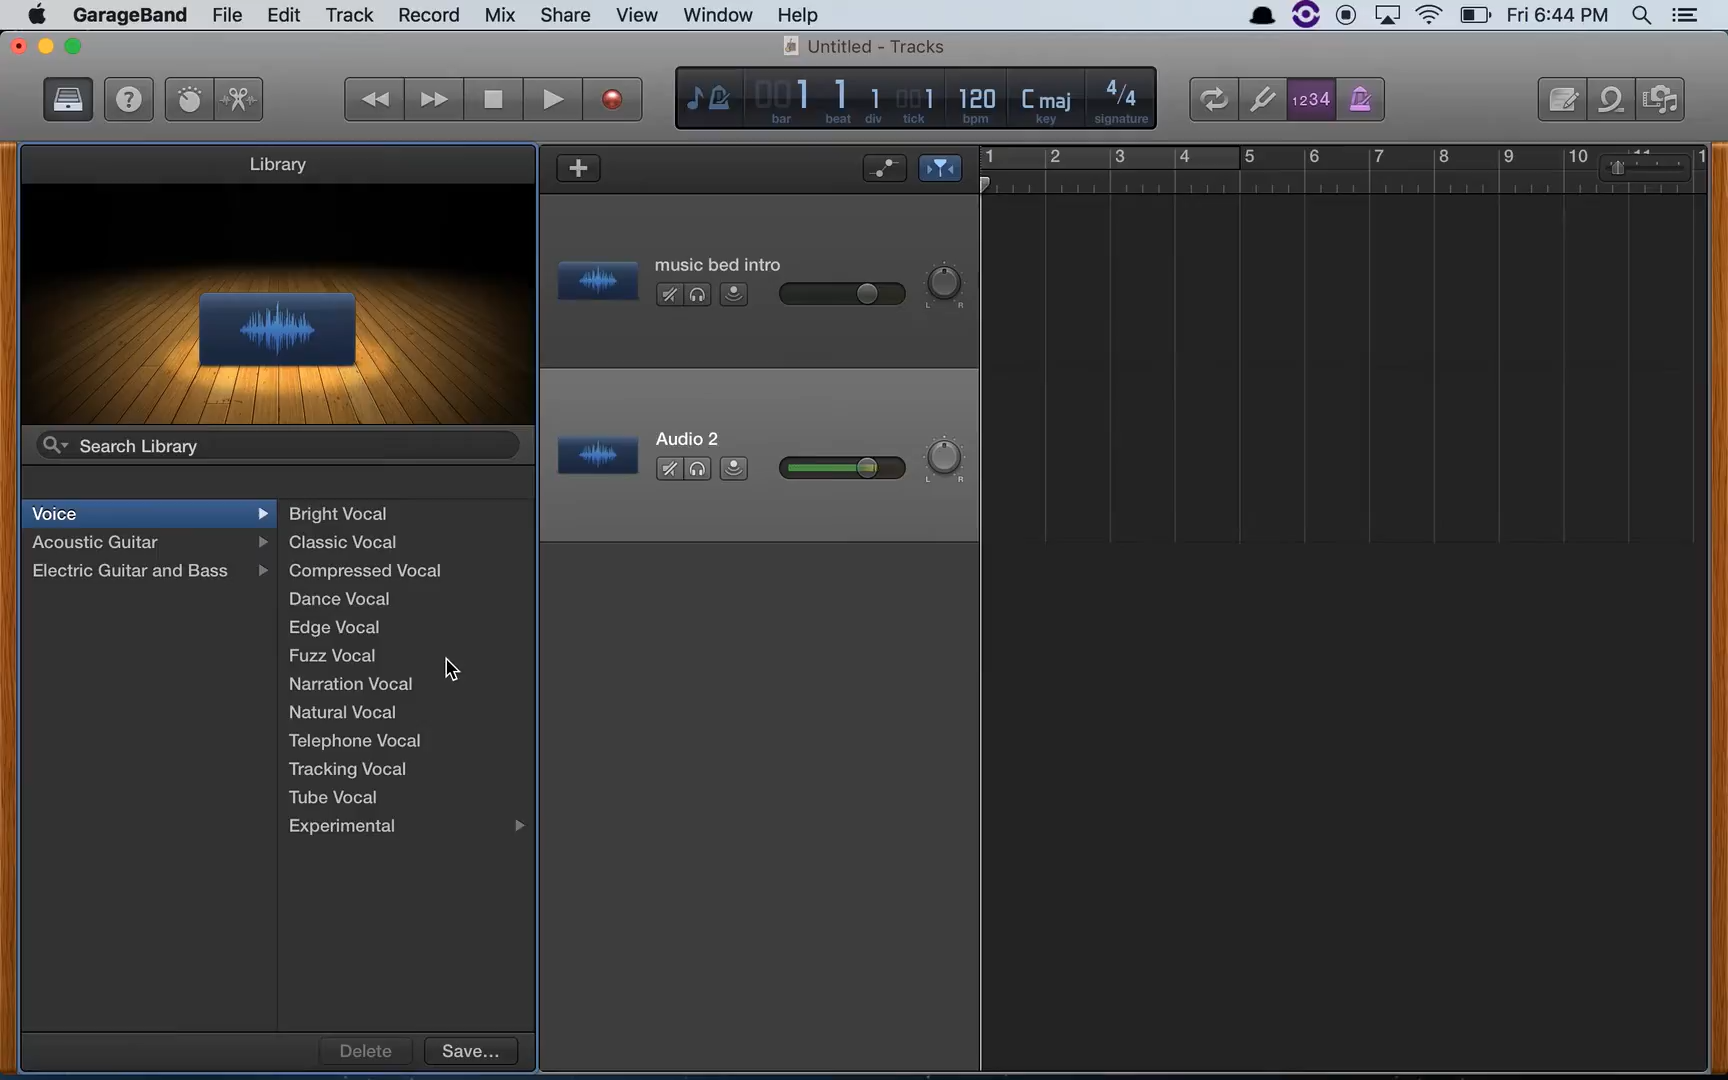 GarageBand File Edit Track Record Mix Share View Window Help Fri 6:44 PM
Untitled - Tracks
1234
1 1 1 1 120 C maj 4/4
bar beat div tick bpm key signature
Library
1 2 3 4 5 6 7 8 9 10 11
music bed intro
L R
Search Library
Audio 2
L R
Voice
Acoustic Guitar
Electric Guitar and Bass
Bright Vocal
Classic Vocal
Compressed Vocal
Dance Vocal
Edge Vocal
Fuzz Vocal
Narration Vocal
Natural Vocal
Telephone Vocal
Tracking Vocal
Tube Vocal
Experimental
Delete Save...